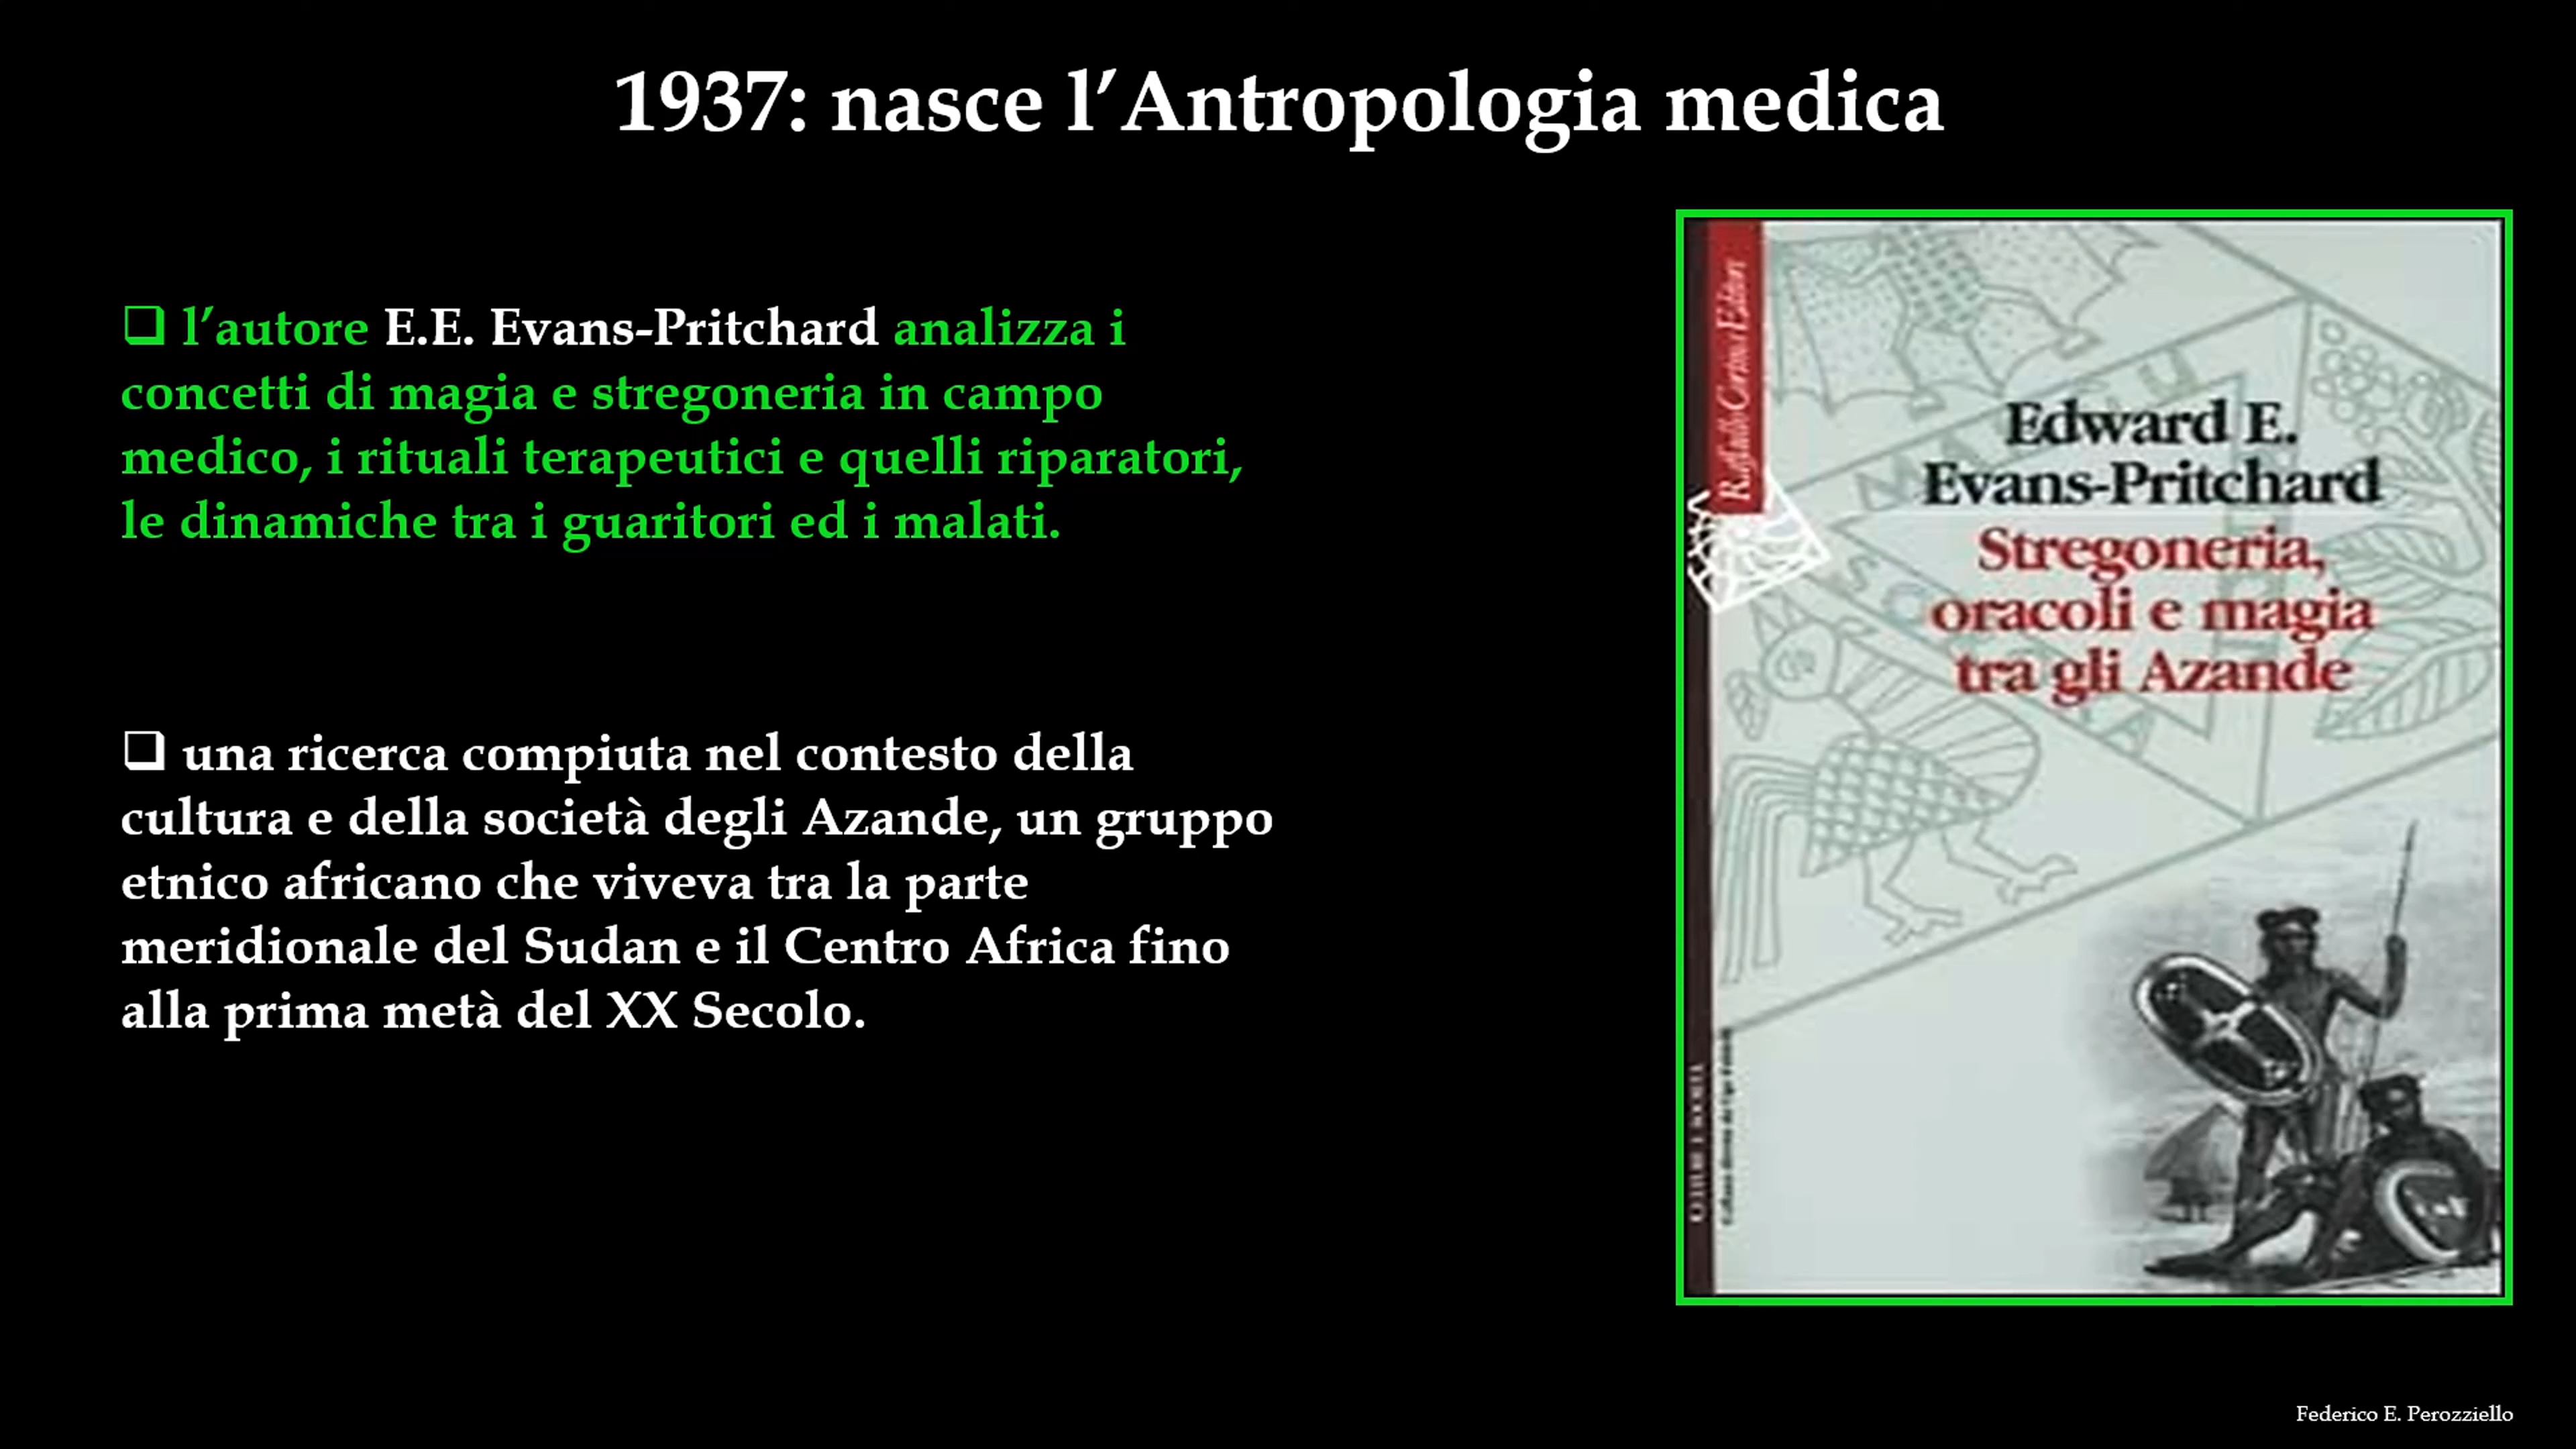 1937: nasce l’Antropologia medica
❑ l’autore E.E. Evans-Pritchard analizza i
concetti di magia e stregoneria in campo
medico, i rituali terapeutici e quelli riparatori,
le dinamiche tra i guaritori ed i malati.
❑ una ricerca compiuta nel contesto della
cultura e della società degli Azande, un gruppo
etnico africano che viveva tra la parte
meridionale del Sudan e il Centro Africa fino
alla prima metà del XX Secolo.
Raffaello Cortina Editore
Edward E.
Evans-Pritchard
Stregoneria,
oracoli e magia
tra gli Azande
Federico E. Perozziello